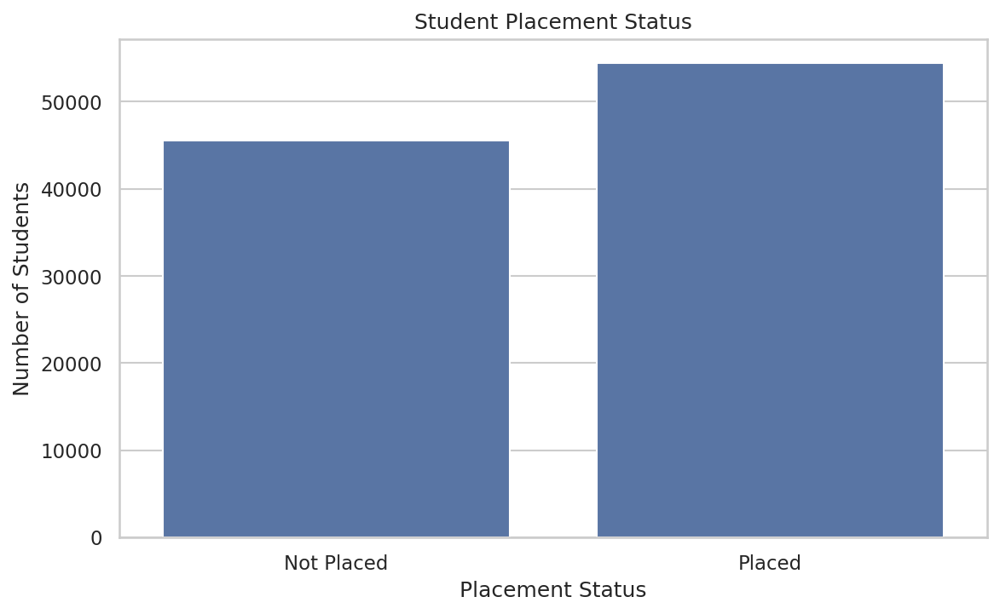 Student Placement Status
Number of Students
50000
40000
30000
20000
10000
0
Not Placed
Placed
Placement Status